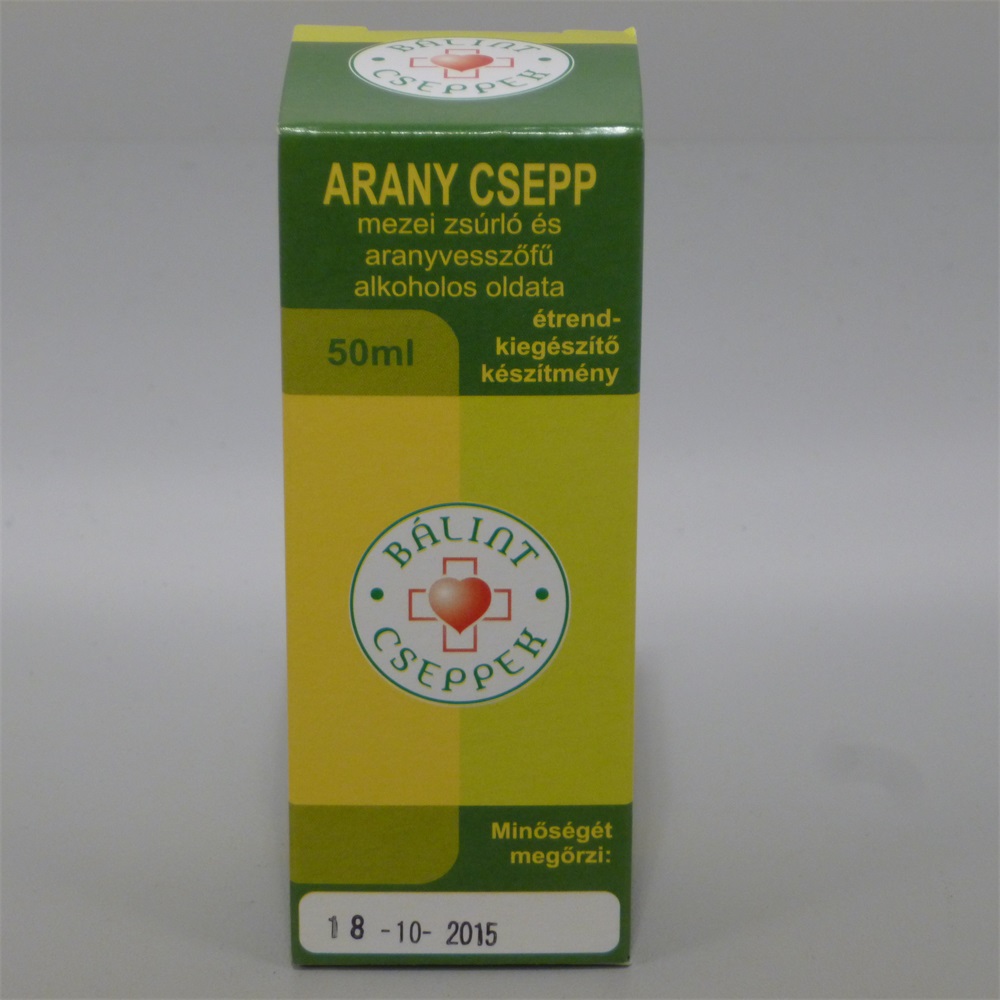 BÁLINT
CSEPPEK
ARANY CSEPP
mezei zsúrló és
aranyvesszőfű
alkoholos oldata
étrend-
kiegészítő
készítmény
50ml
BÁLINT
CSEPPEK
Minőségét
megőrzi:
18 -10- 2015